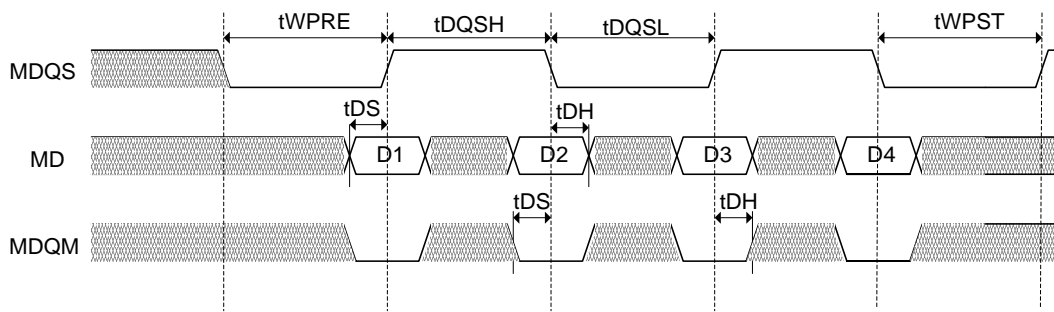 tWPRE tDQSH tDQSL tWPST
MDQS
tDS tDH
MD D1 D2 D3 D4
tDS tDH
MDQM